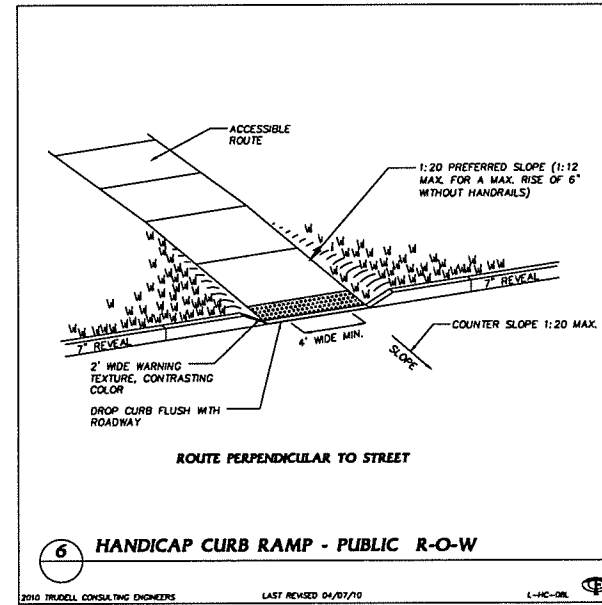 ACCESSIBLE
ROUTE
1:20 PREFERRED SLOPE (1:12
MAX. FOR A MAX. RISE OF 6"
WITHOUT HANDRAILS)
7" REVEAL
COUNTER SLOPE 1:20 MAX.
SLOPE
4' WIDE MIN.
7" REVEAL
2' WIDE WARNING
TEXTURE, CONTRASTING
COLOR
DROP CURB FLUSH WITH
ROADWAY
ROUTE PERPENDICULAR TO STREET
6 HANDICAP CURB RAMP - PUBLIC R-O-W
2010 TRUDELL CONSULTING ENGINEERS LAST REVISED 04/07/10 L-HC-08L